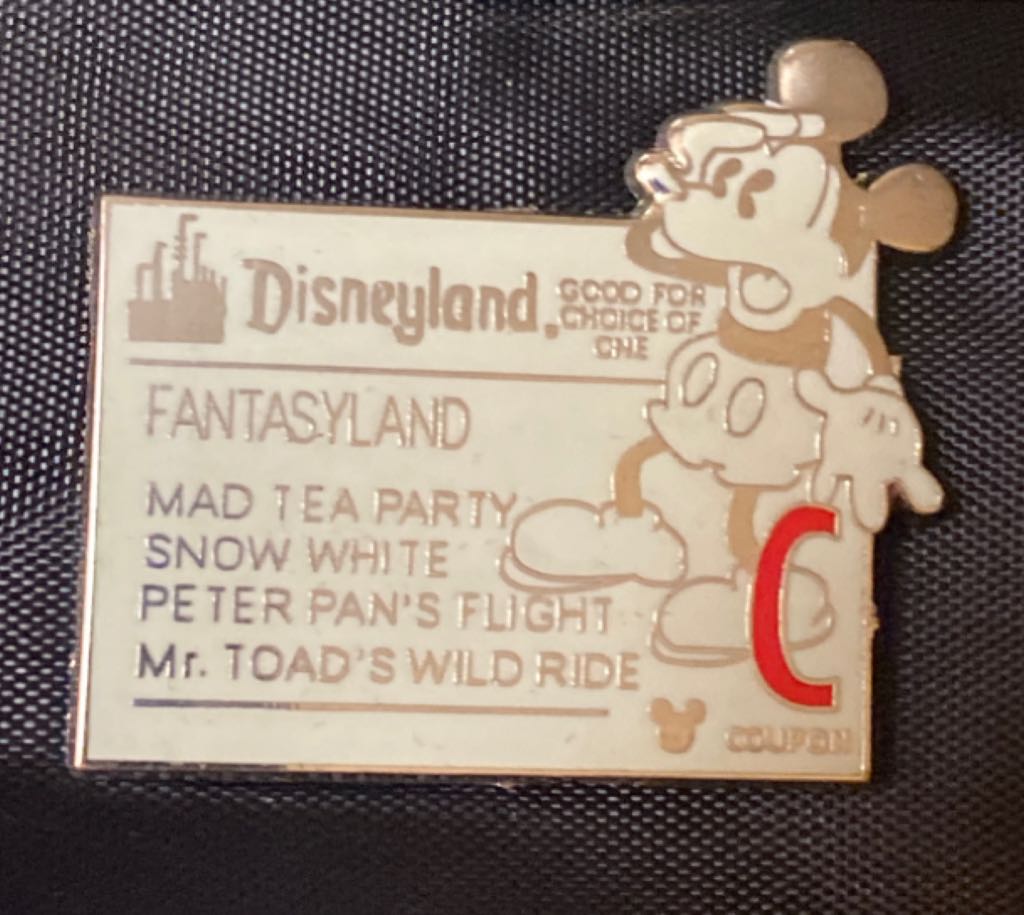 Disneyland
GOOD FOR
CHOICE OF
ONE
FANTASYLAND
MAD TEA PARTY
SNOW WHITE
PETER PAN'S FLIGHT
Mr. TOAD'S WILD RIDE
C
COUPON